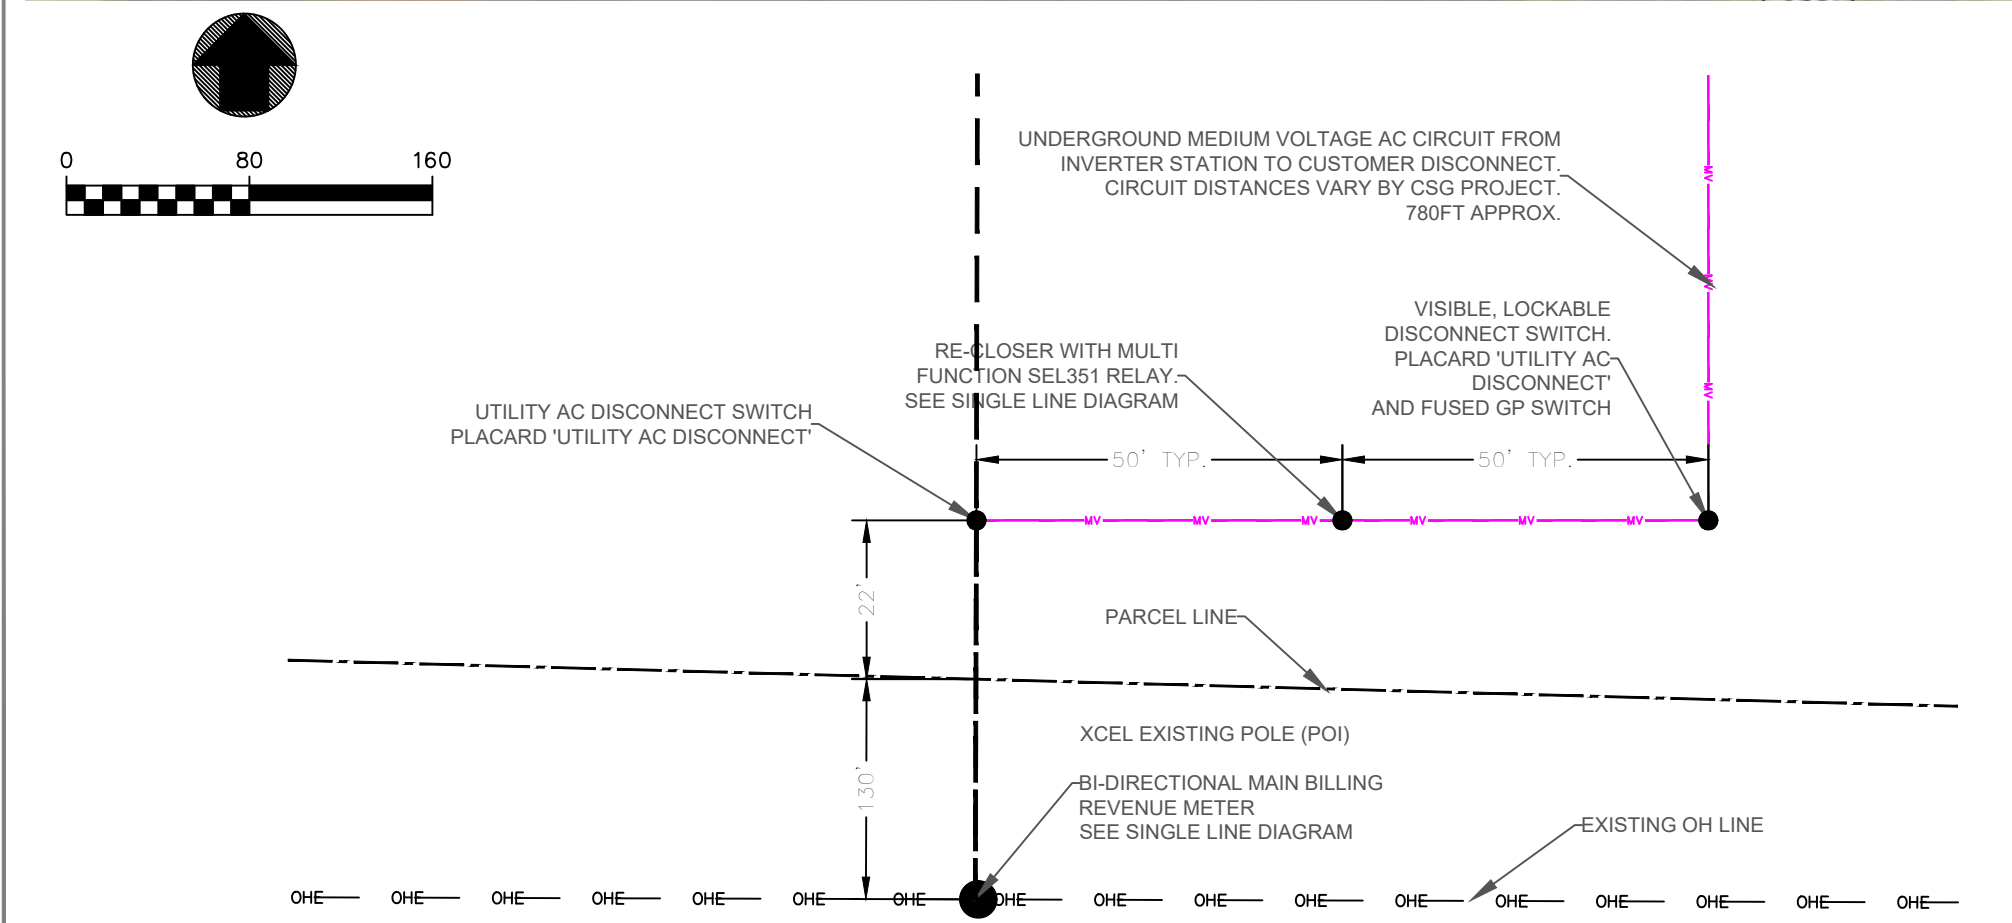 0 80 160
UNDERGROUND MEDIUM VOLTAGE AC CIRCUIT FROM
INVERTER STATION TO CUSTOMER DISCONNECT.
CIRCUIT DISTANCES VARY BY CSG PROJECT.
780FT APPROX.
MV
MV
MV
VISIBLE, LOCKABLE
DISCONNECT SWITCH.
PLACARD 'UTILITY AC
DISCONNECT'
AND FUSED GP SWITCH
RE-CLOSER WITH MULTI
FUNCTION SEL351 RELAY.
SEE SINGLE LINE DIAGRAM
UTILITY AC DISCONNECT SWITCH
PLACARD 'UTILITY AC DISCONNECT'
50' TYP. 50' TYP.
MV MV MV MV MV MV
22'
PARCEL LINE
XCEL EXISTING POLE (POI)
130'
BI-DIRECTIONAL MAIN BILLING
REVENUE METER
SEE SINGLE LINE DIAGRAM
EXISTING OH LINE
OHE OHE OHE OHE OHE OHE OHE OHE OHE OHE OHE OHE OHE OHE OHE OHE OHE